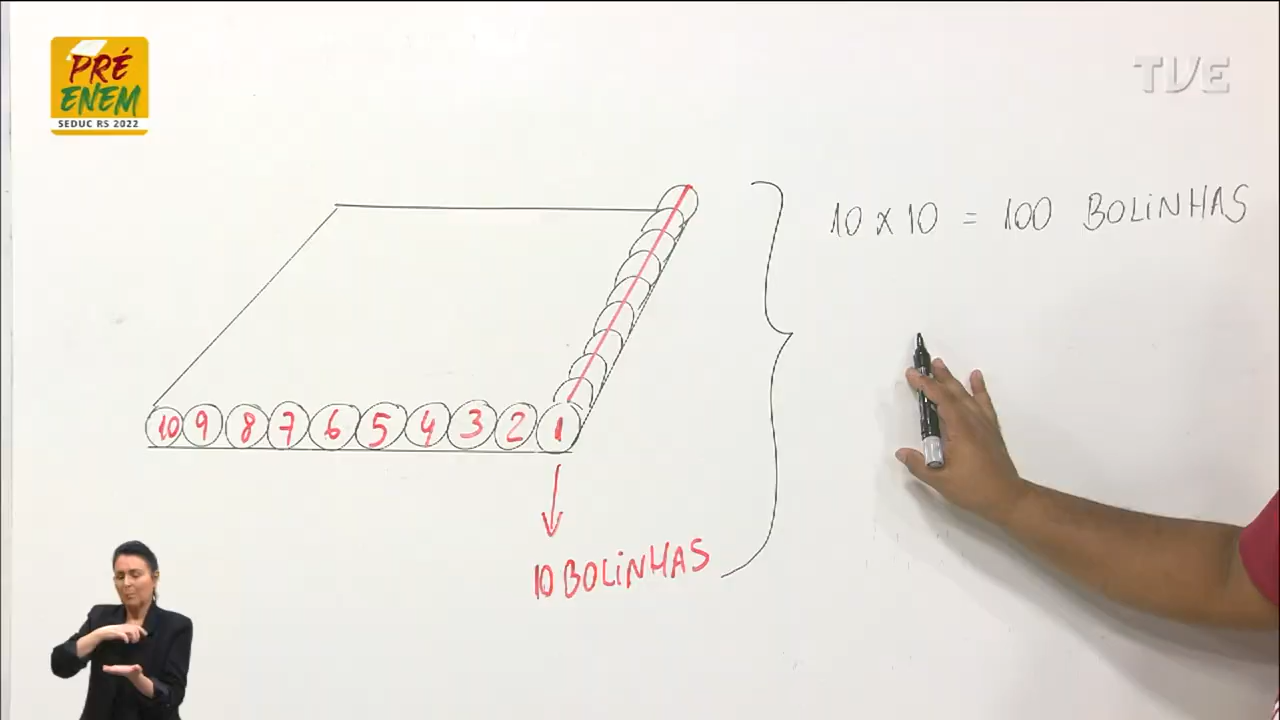 PRÉ
ENEM
SEDUC RS 2022
TVE
10 x 10 = 100 BOLINHAS
10 9 8 7 6 5 4 3 2 1
10 BOLINHAS